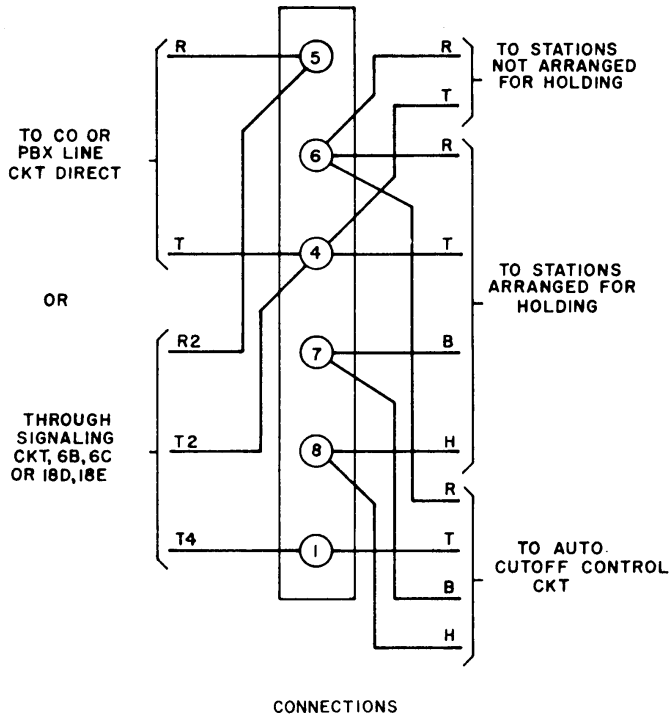 R
T
TO CO OR
PBX LINE
CKT DIRECT
OR
R2
T2
T4
THROUGH
SIGNALING
CKT, 6B, 6C
OR 18D, 18E
5
6
4
7
8
1
R
T
TO STATIONS
NOT ARRANGED
FOR HOLDING
R
T
B
H
TO STATIONS
ARRANGED FOR
HOLDING
R
T
B
H
TO AUTO
CUTOFF CONTROL
CKT
CONNECTIONS